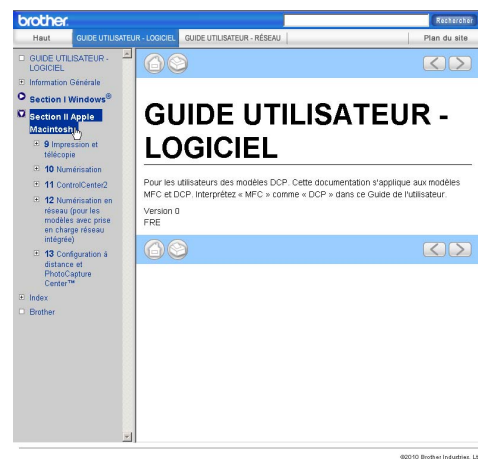 brother
Rechercher
Haut
GUIDE UTILISATEUR - LOGICIEL
GUIDE UTILISATEUR - RÉSEAU
Plan du site
GUIDE UTILISATEUR -
LOGICIEL
Information Générale
Section I Windows®
Section II Apple
Macintosh
9 Impression et
télécopie
10 Numérisation
11 ControlCenter2
12 Numérisation en
réseau (pour les
modèles avec prise
en charge réseau
intégrée)
13 Configuration à
distance et
PhotoCapture
Center™
Index
Brother
GUIDE UTILISATEUR -
LOGICIEL
Pour les utilisateurs des modèles DCP. Cette documentation s'applique aux modèles
MFC et DCP. Interprétez « MFC » comme « DCP » dans ce Guide de l'utilisateur.
Version 0
FRE
©2010 Brother Industries, Lt